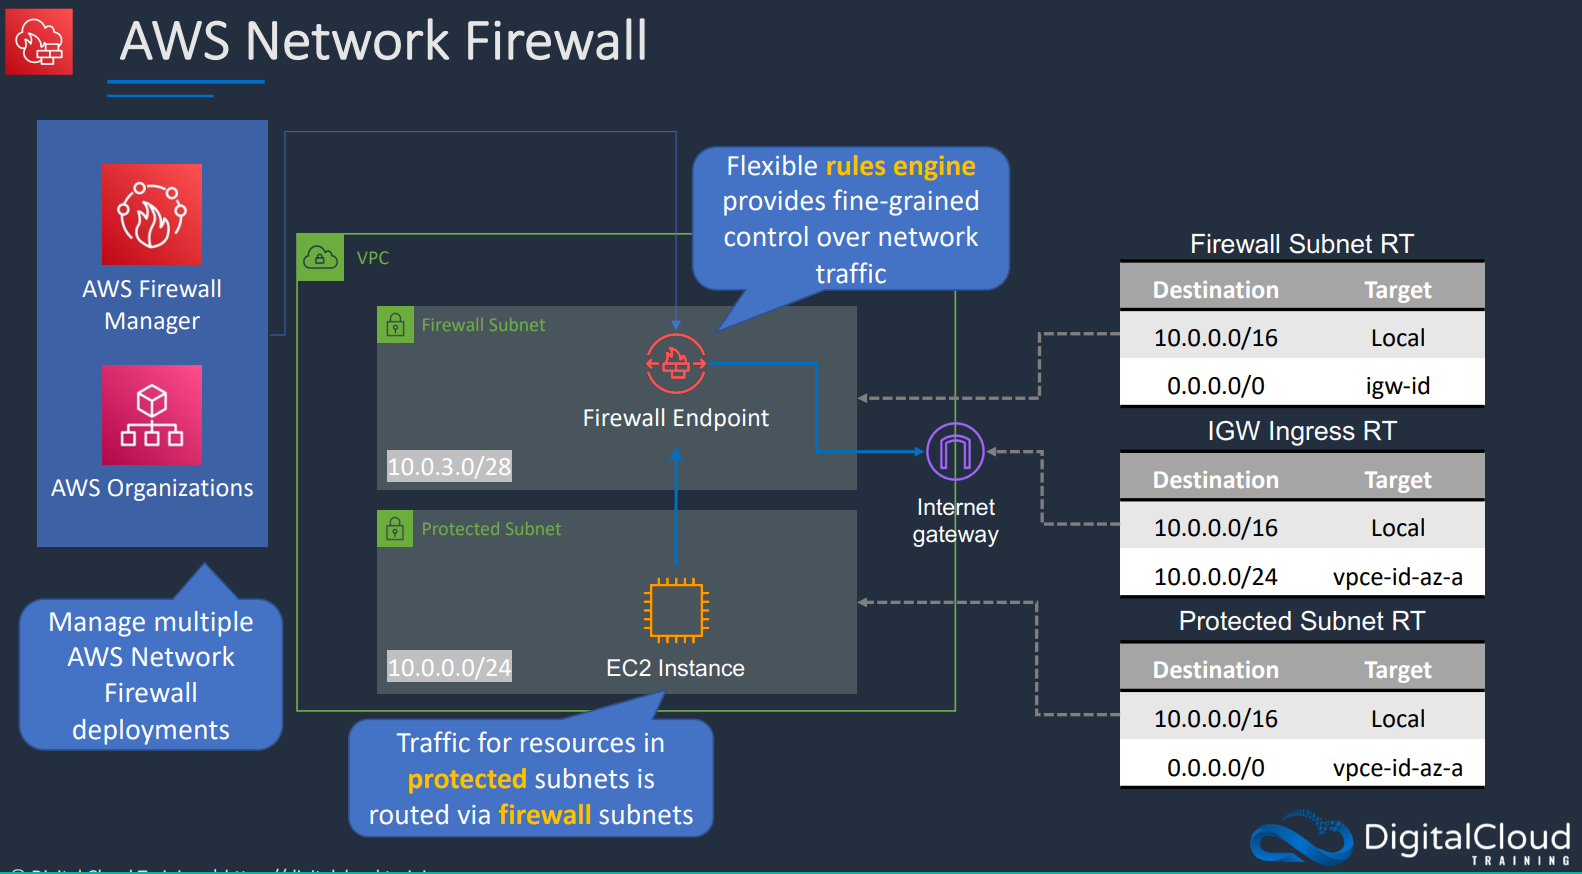 AWS Network Firewall
AWS Firewall
Manager
AWS Organizations
Manage multiple
AWS Network
Firewall
deployments
VPC
Flexible rules engine
provides fine-grained
control over network
traffic
Firewall Subnet
Firewall Endpoint
10.0.3.0/28
Protected Subnet
10.0.0.0/24
EC2 Instance
Internet
gateway
Traffic for resources in
protected subnets is
routed via firewall subnets
Firewall Subnet RT
Destination Target
10.0.0.0/16 Local
0.0.0.0/0 igw-id
IGW Ingress RT
Destination Target
10.0.0.0/16 Local
10.0.0.0/24 vpce-id-az-a
Protected Subnet RT
Destination Target
10.0.0.0/16 Local
0.0.0.0/0 vpce-id-az-a
DigitalCloud
TRAINING